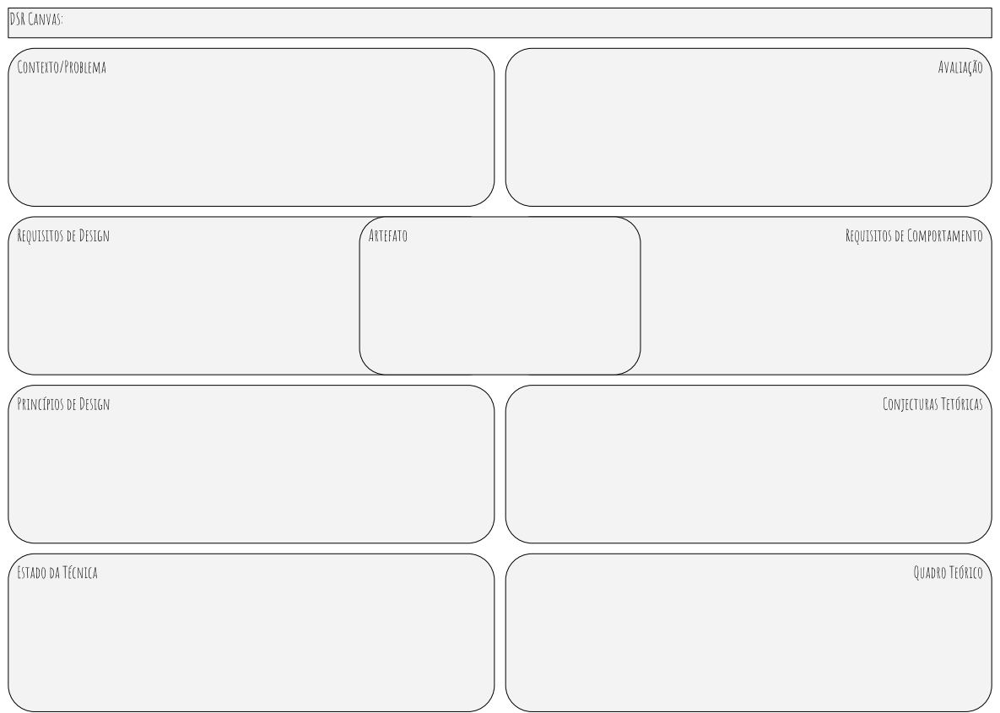 DSR Canvas:
Contexto/Problema
Avaliação
Requisitos de Design
Artefato
Requisitos de Comportamento
Princípios de Design
Conjecturas Tetóricas
Estado da Técnica
Quadro Teórico